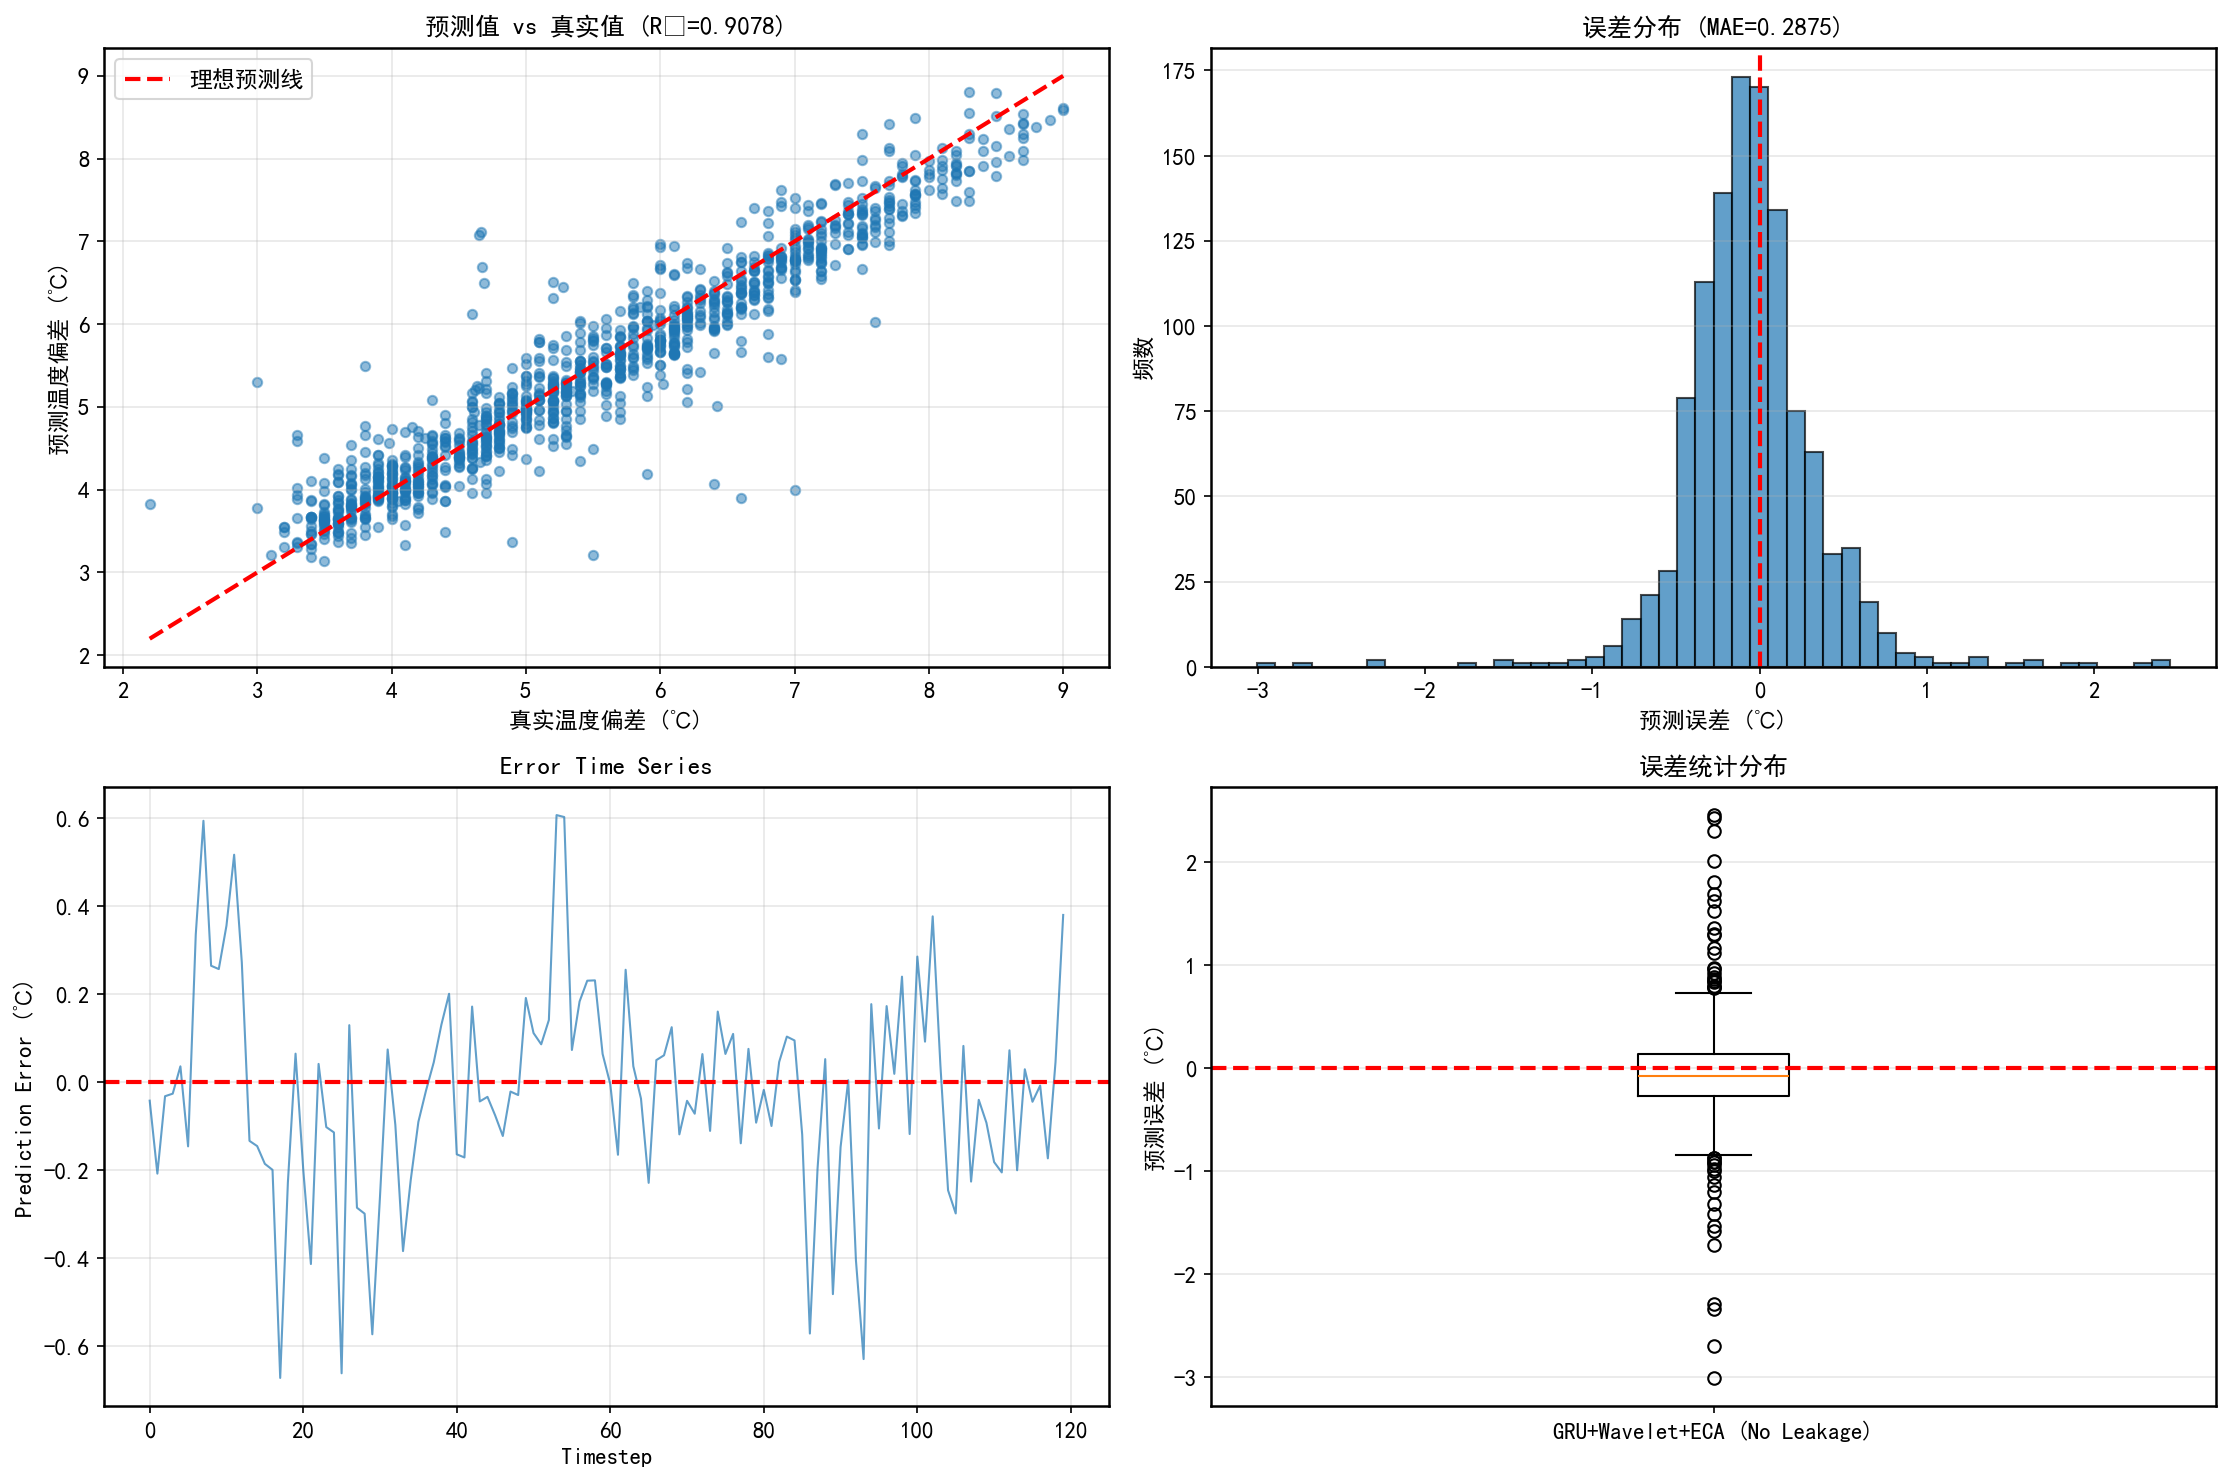 预测值 vs 真实值 (R□=0.9078)
理想预测线
9
8
7
6
5
4
3
2
预测温度偏差 (℃)
2 3 4 5 6 7 8 9
真实温度偏差 (℃)
误差分布 (MAE=0.2875)
175
150
125
100
75
50
25
0
频数
−3 −2 −1 0 1 2
预测误差 (℃)
Error Time Series
0.6
0.4
0.2
0.0
−0.2
−0.4
−0.6
Prediction Error (℃)
0 20 40 60 80 100 120
Timestep
误差统计分布
2
1
0
−1
−2
−3
预测误差 (℃)
GRU+Wavelet+ECA (No Leakage)